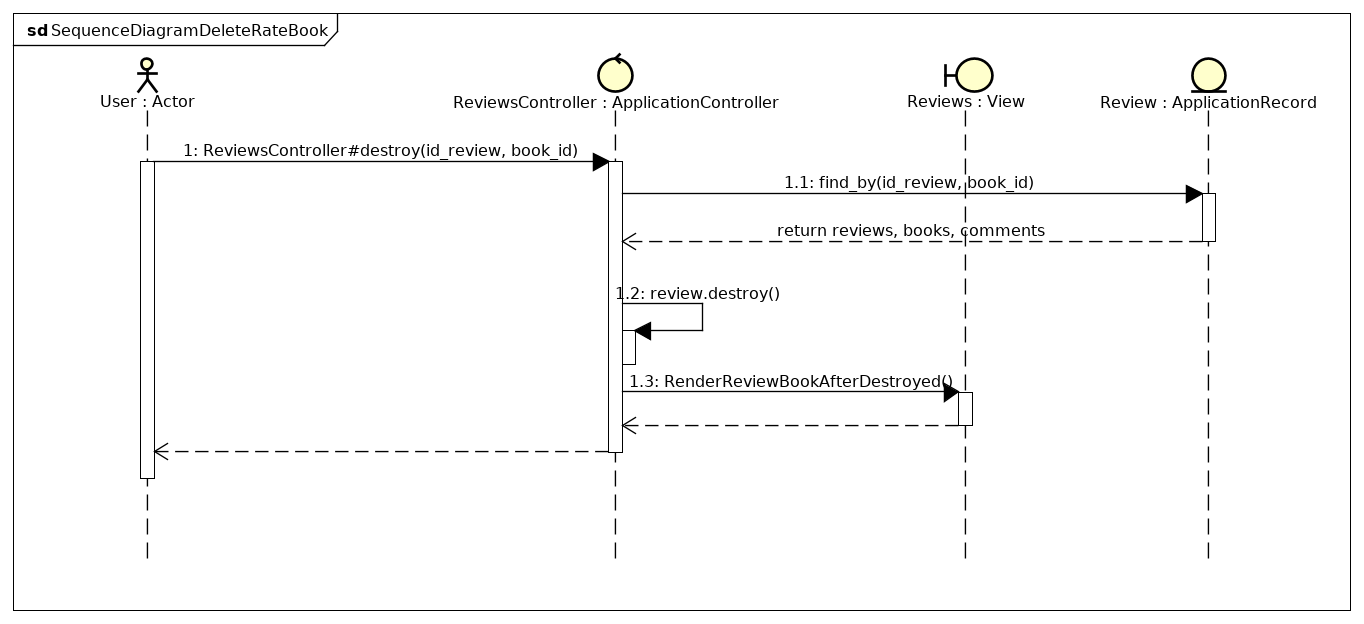 sd SequenceDiagramDeleteRateBook
User : Actor
ReviewsController : ApplicationController
Reviews : View
Review : ApplicationRecord
1: ReviewsController#destroy(id_review, book_id)
1.1: find_by(id_review, book_id)
return reviews, books, comments
1.2: review.destroy()
1.3: RenderReviewBookAfterDestroyed()